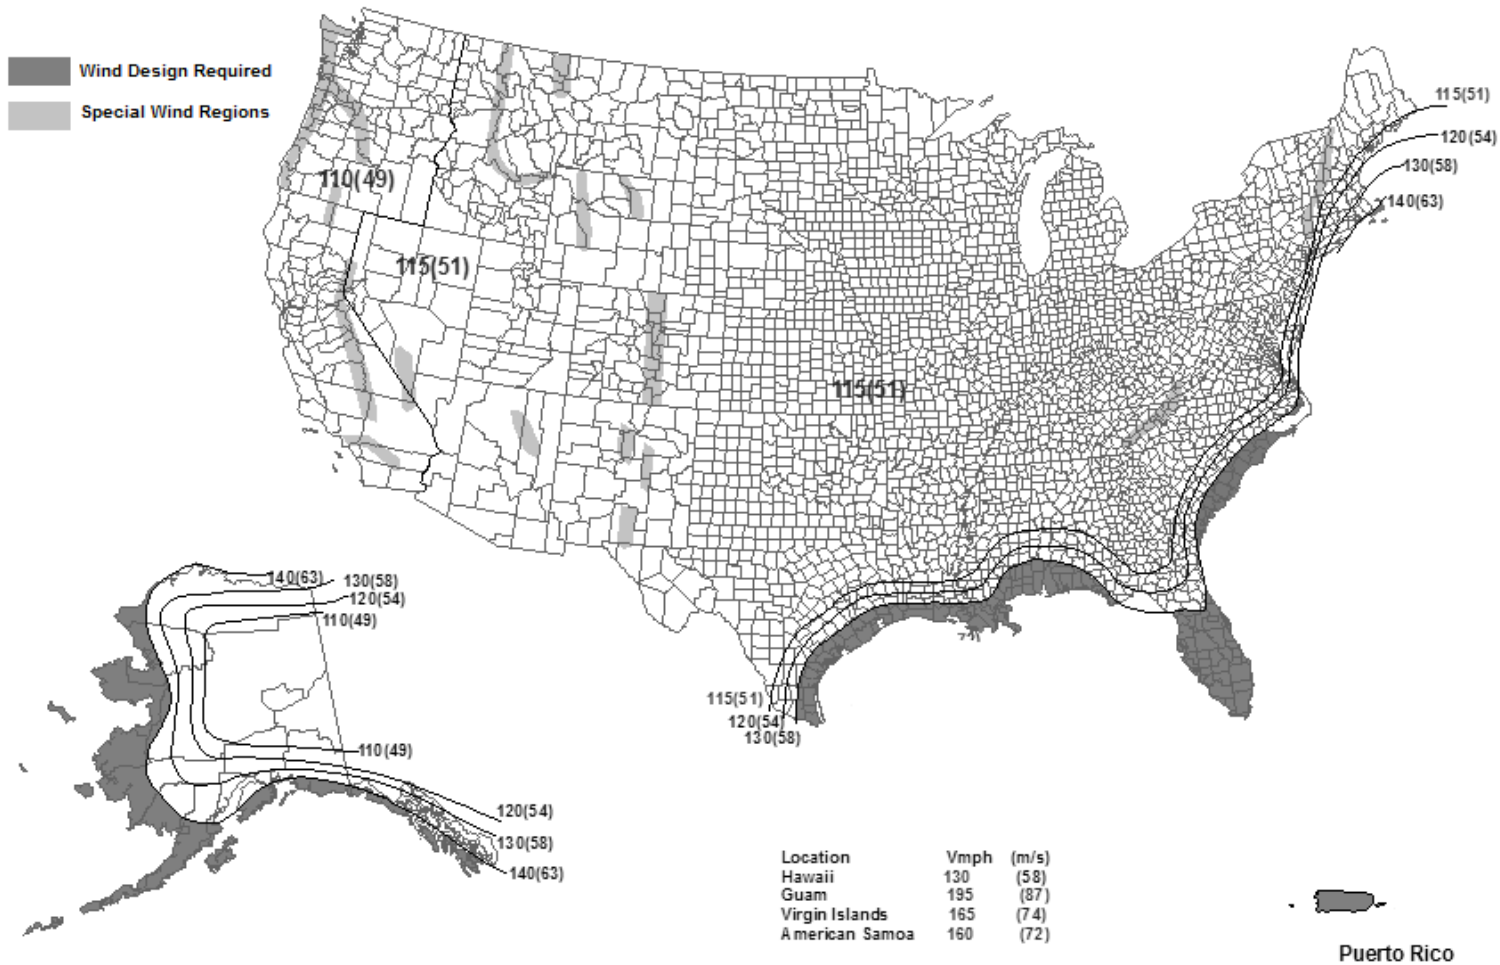 Wind Design Required
Special Wind Regions
115(51)
120(54)
130(58)
140(63)
110(49)
115(51)
115(51)
140(63)
130(58)
120(54)
110(49)
115(51)
120(54)
130(58)
110(49)
120(54)
130(58)
140(63)
Location Vmph (m/s)
Hawaii 130 (58)
Guam 195 (87)
Virgin Islands 165 (74)
American Samoa 160 (72)
Puerto Rico